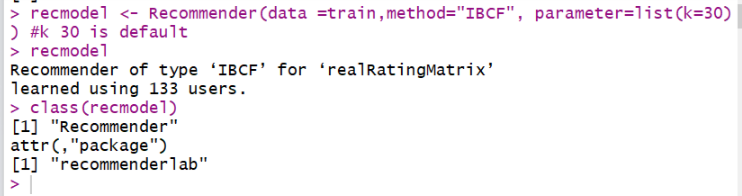 > recmodel <- Recommender(data =train,method="IBCF", parameter=list(k=30)
) #k 30 is default
> recmodel
Recommender of type ‘IBCF’ for ‘realRatingMatrix’
learned using 133 users.
> class(recmodel)
[1] "Recommender"
attr(,"package")
[1] "recommenderlab"
>